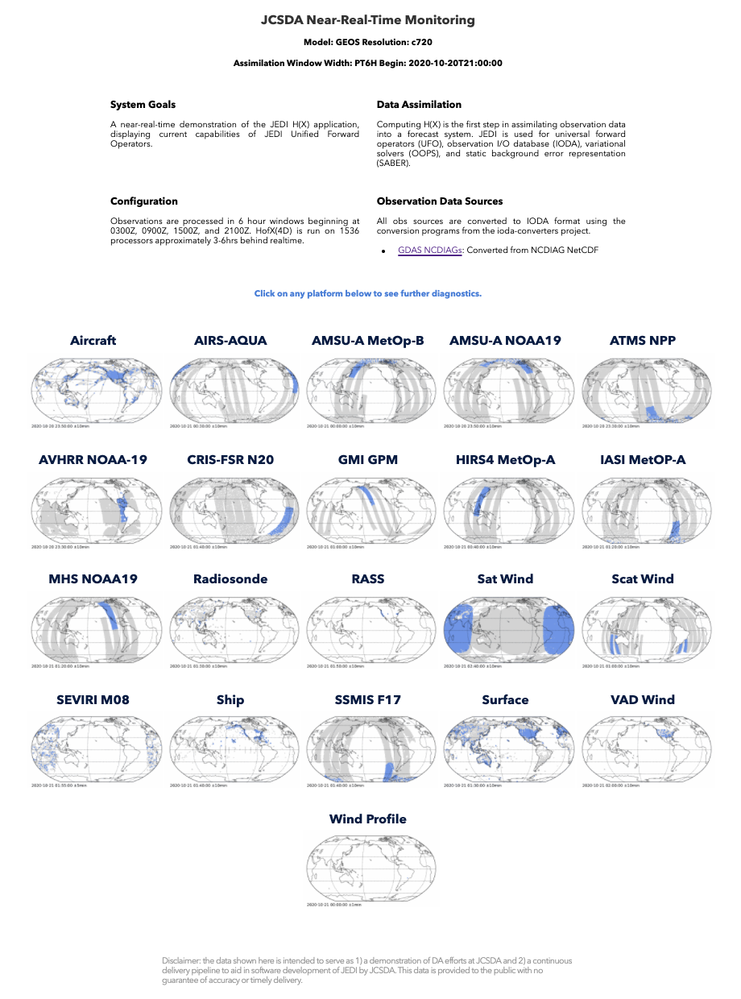 JCSDA Near-Real-Time Monitoring
Model: GEOS Resolution: c720
Assimilation Window Width: PT6H Begin: 2020-10-20T21:00:00
System Goals
A near-real-time demonstration of the JEDI H(X) application,
displaying current capabilities of JEDI Unified Forward
Operators.
Data Assimilation
Computing H(X) is the first step in assimilating observation data
into a forecast system. JEDI is used for universal forward
operators (UFO), observation I/O database (IODA), variational
solvers (OOPS), and static background error representation
(SABER).
Configuration
Observations are processed in 6 hour windows beginning at
0300Z, 0900Z, 1500Z, and 2100Z. HofX(4D) is run on 1536
processors approximately 3-6hrs behind realtime.
Observation Data Sources
All obs sources are converted to IODA format using the
conversion programs from the ioda-converters project.
• GDAS NCDIAGs: Converted from NCDIAG NetCDF
Click on any platform below to see further diagnostics.
Aircraft
AIRS-AQUA
AMSU-A MetOp-B
AMSU-A NOAA19
ATMS NPP
2020-10-20 23:50:00 ±10min
2020-10-21 00:30:00 ±10min
2020-10-21 00:00:00 ±10min
2020-10-20 23:50:00 ±10min
2020-10-20 23:30:00 ±10min
AVHRR NOAA-19
CRIS-FSR N20
GMI GPM
HIRS4 MetOp-A
IASI MetOP-A
2020-10-20 23:30:00 ±10min
2020-10-21 01:40:00 ±10min
2020-10-21 01:00:00 ±10min
2020-10-21 00:40:00 ±10min
2020-10-21 01:20:00 ±10min
MHS NOAA19
Radiosonde
RASS
Sat Wind
Scat Wind
2020-10-21 01:20:00 ±10min
2020-10-21 01:30:00 ±10min
2020-10-21 01:50:00 ±10min
2020-10-21 02:40:00 ±10min
2020-10-21 01:00:00 ±10min
SEVIRI M08
Ship
SSMIS F17
Surface
VAD Wind
2020-10-21 01:55:00 ±5min
2020-10-21 01:40:00 ±10min
2020-10-21 01:40:00 ±10min
2020-10-21 01:30:00 ±10min
2020-10-21 02:00:00 ±10min
Wind Profile
2020-10-21 00:00:00 ±1min
Disclaimer: the data shown here is intended to serve as 1) a demonstration of DA efforts at JCSDA and 2) a continuous
delivery pipeline to aid in software development of JEDI by JCSDA. This data is provided to the public with no
guarantee of accuracy or timely delivery.